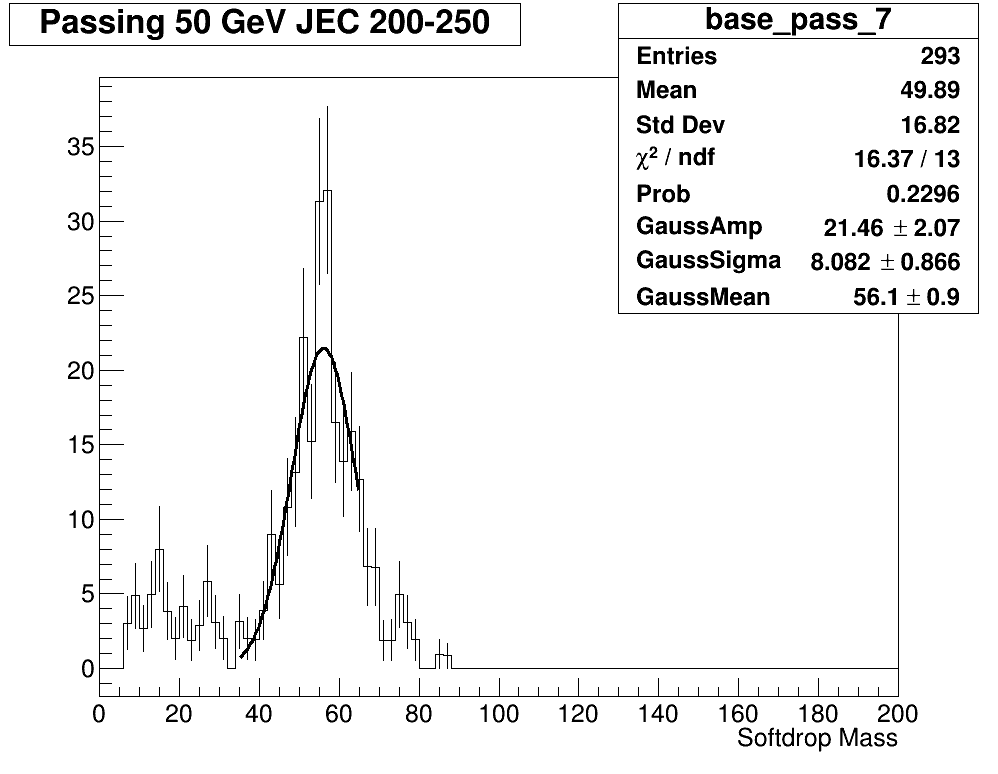 Passing 50 GeV JEC 200-250
base_pass_7
Entries 293
Mean 49.89
Std Dev 16.82
χ² / ndf 16.37 / 13
Prob 0.2296
GaussAmp 21.46 ± 2.07
GaussSigma 8.082 ± 0.866
GaussMean 56.1 ± 0.9
35
30
25
20
15
10
5
0
0 20 40 60 80 100 120 140 160 180 200
Softdrop Mass